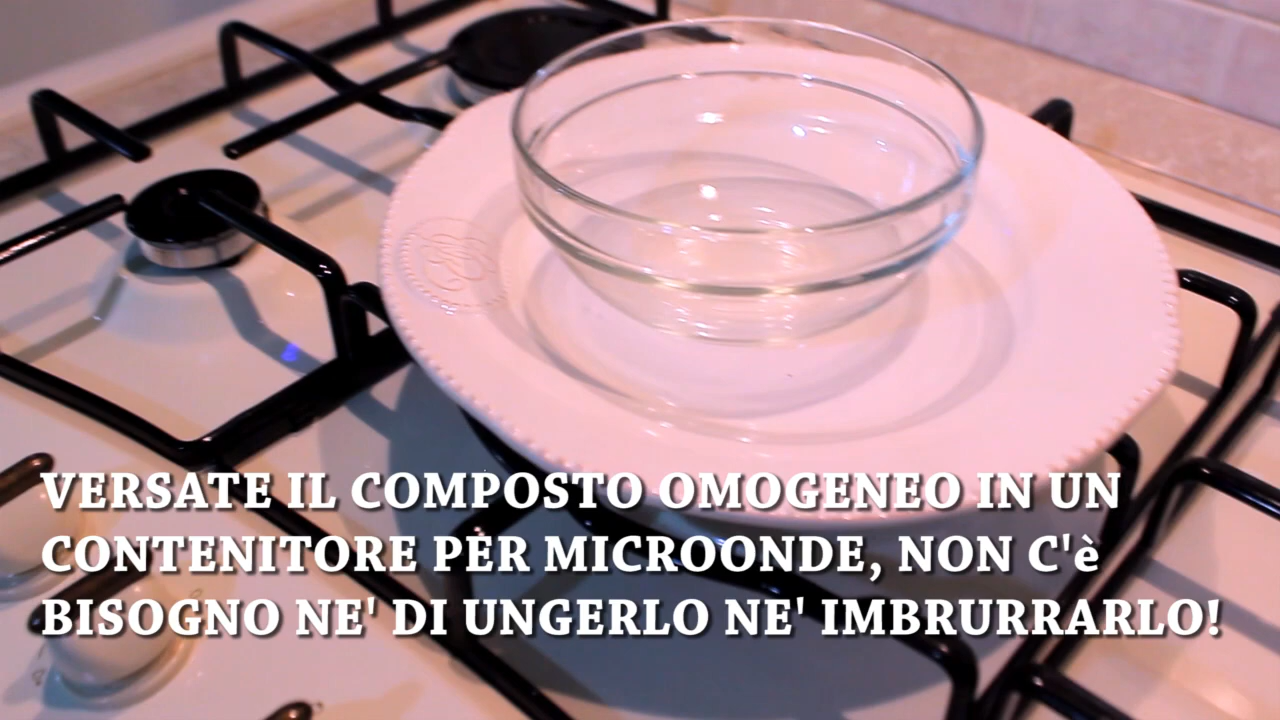 VERSATE IL COMPOSTO OMOGENEO IN UN
CONTENITORE PER MICROONDE, NON C'è
BISOGNO NE' DI UNGERLO NE' IMBRURRARLO!